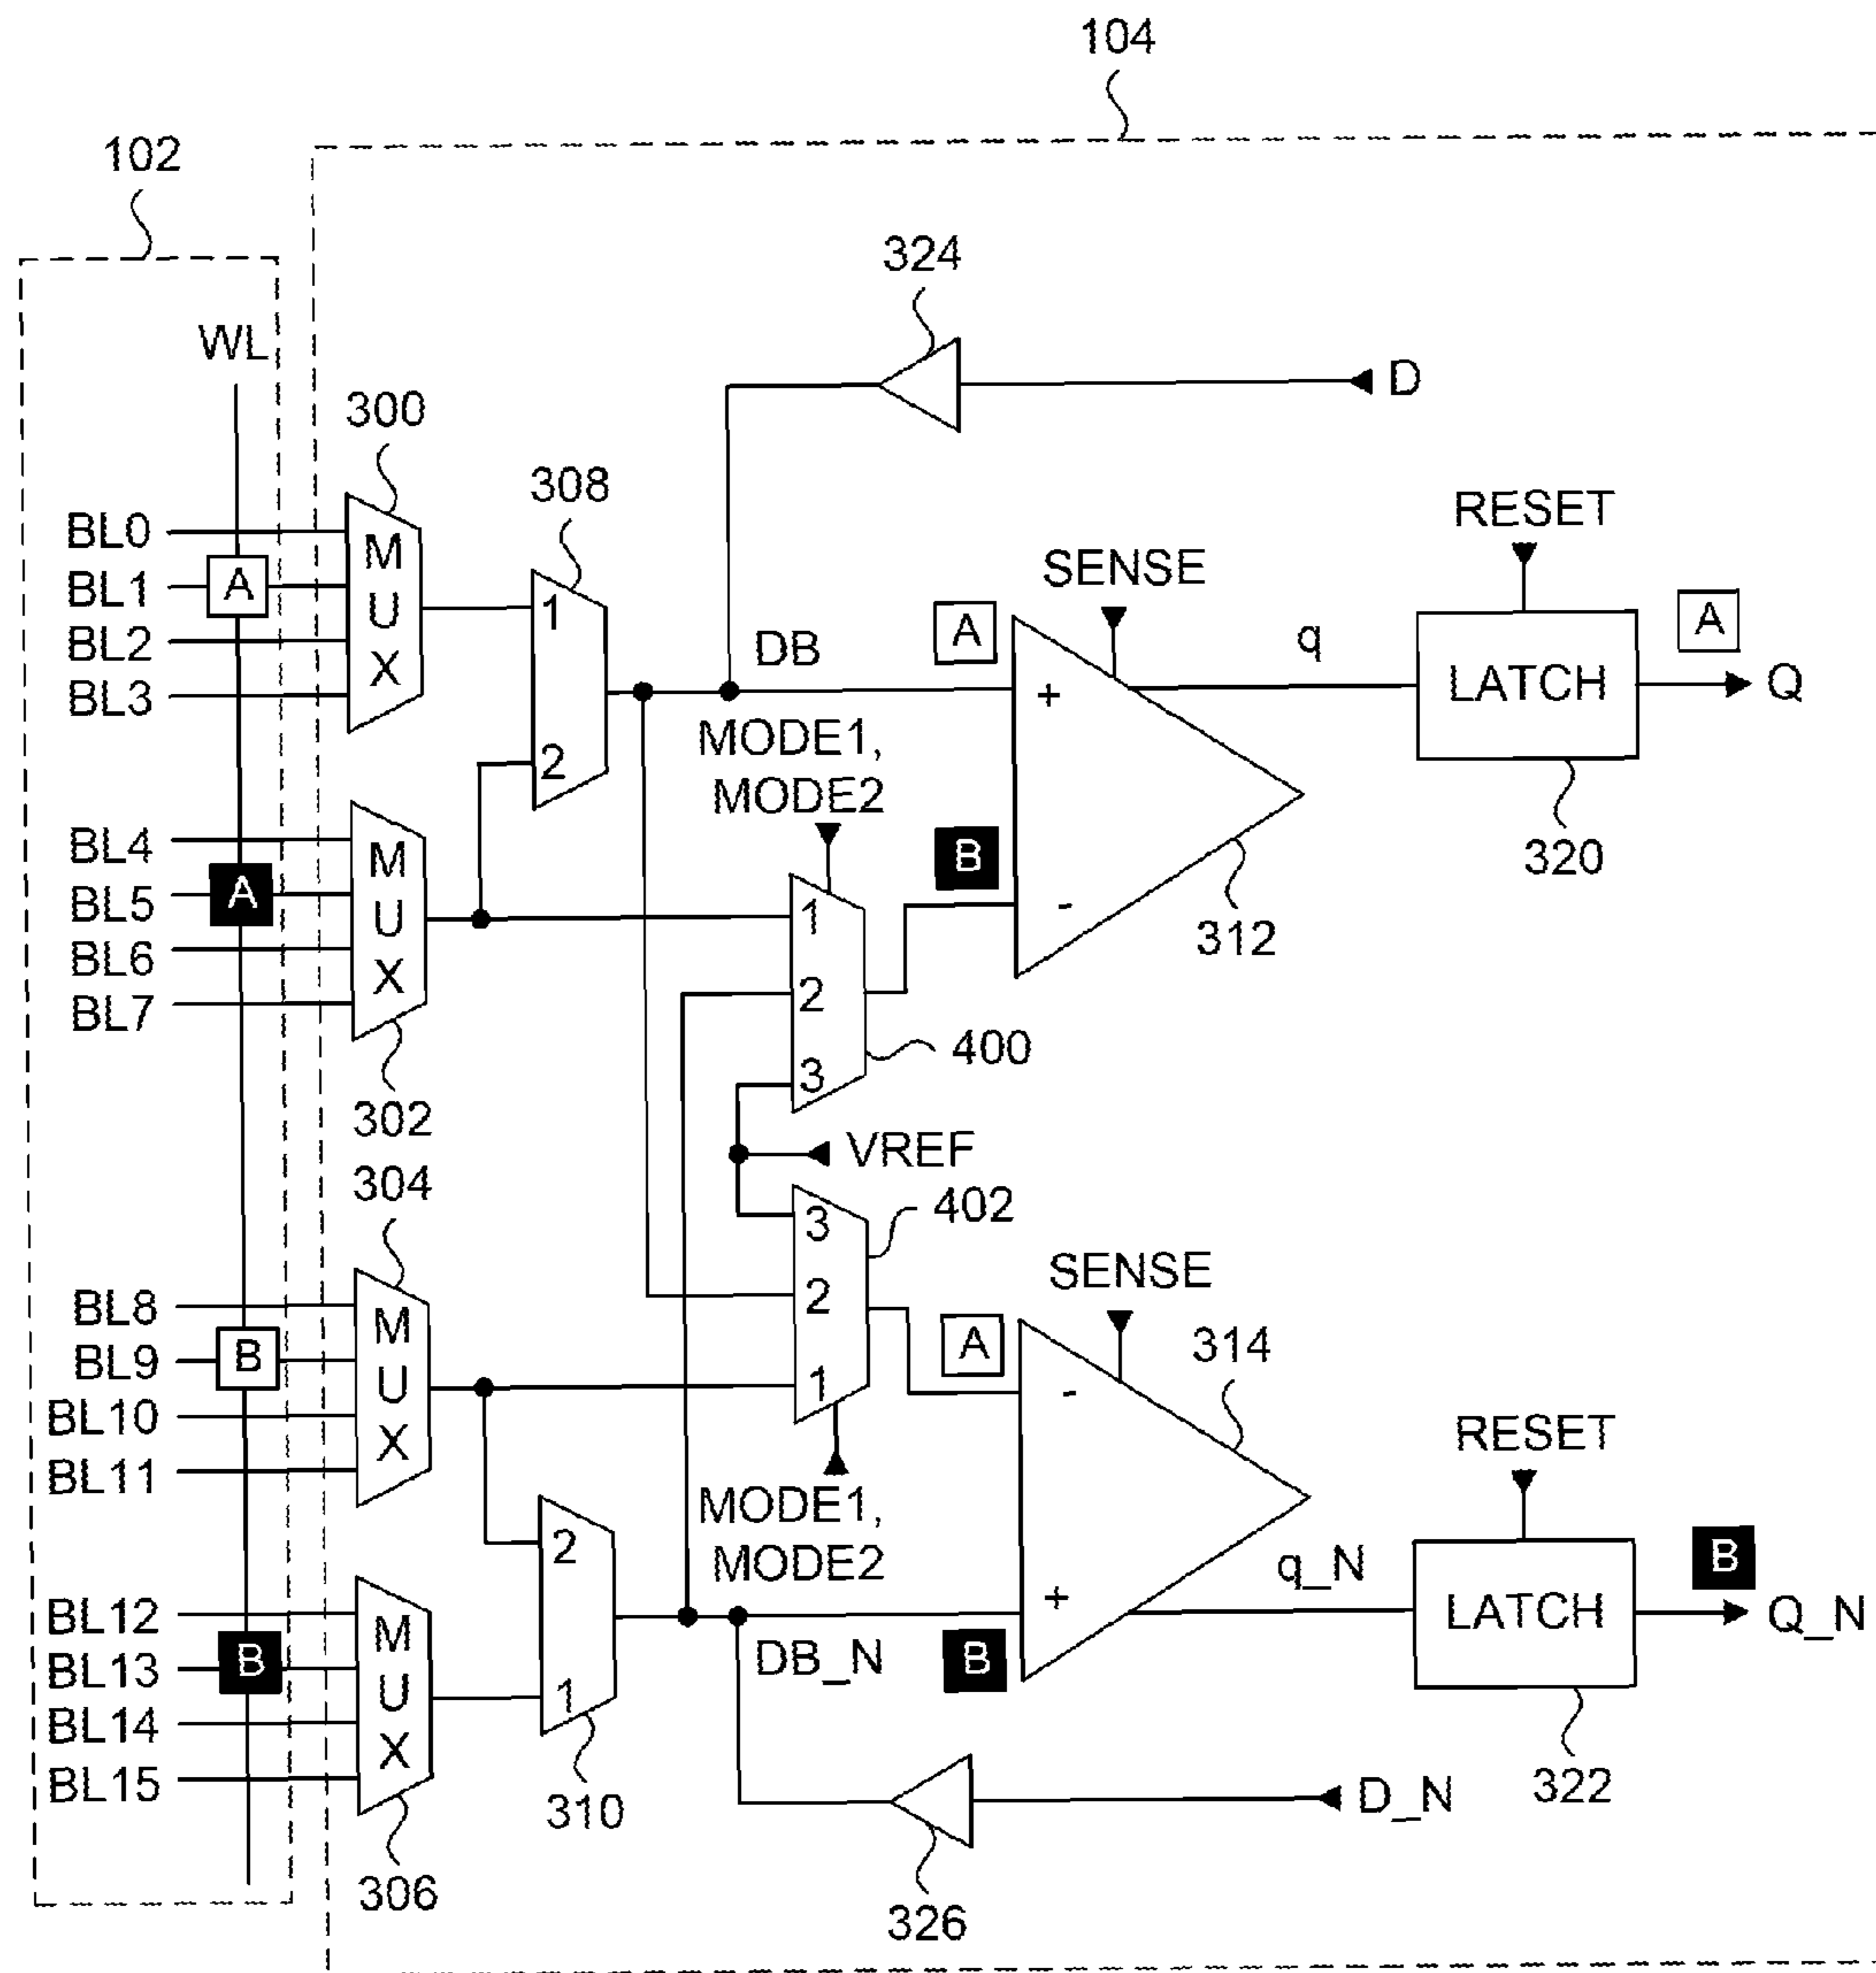 104
102
324
WL
D
300
308
RESET
BL0
M
SENSE
BL1
A
U
1
A
A
BL2
DB
q
X
+
LATCH
Q
BL3
MODE1,
2
MODE2
BL4
M
B
320
BL5
A
U
1
-
312
BL6
X
2
BL7
400
3
302
VREF
304
402
3
SENSE
BL8
M
2
314
BL9
B
A
U
1
-
BL10
RESET
X
BL11
MODE1,
2
MODE2
B
q_N
BL12
M
+
LATCH
Q_N
BL13
B
DB_N
B
U
1
BL14
X
BL15
322
310
D_N
306
326